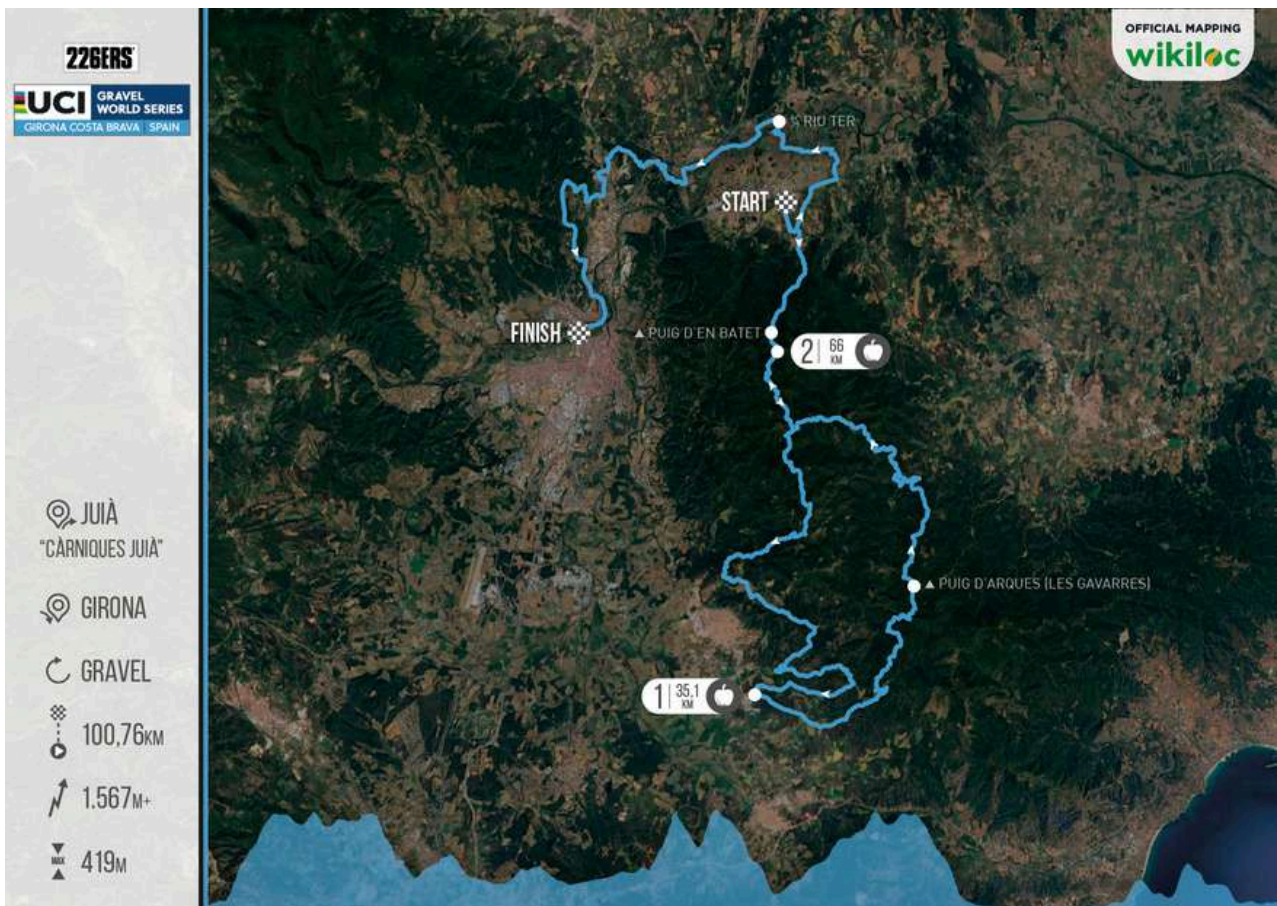 226ERS
UCI GRAVEL
WORLD SERIES
GIRONA COSTA BRAVA SPAIN
JUIÀ
"CÀRNIQUES JUIÀ"
GIRONA
GRAVEL
100,76KM
1.567M+
MAX
419M
OFFICIAL MAPPING
wikiloc
RIU TER
START
FINISH
PUIG D'EN BATET
2 66
KM
PUIG D'ARQUES (LES GAVARRES)
1 35,1
KM